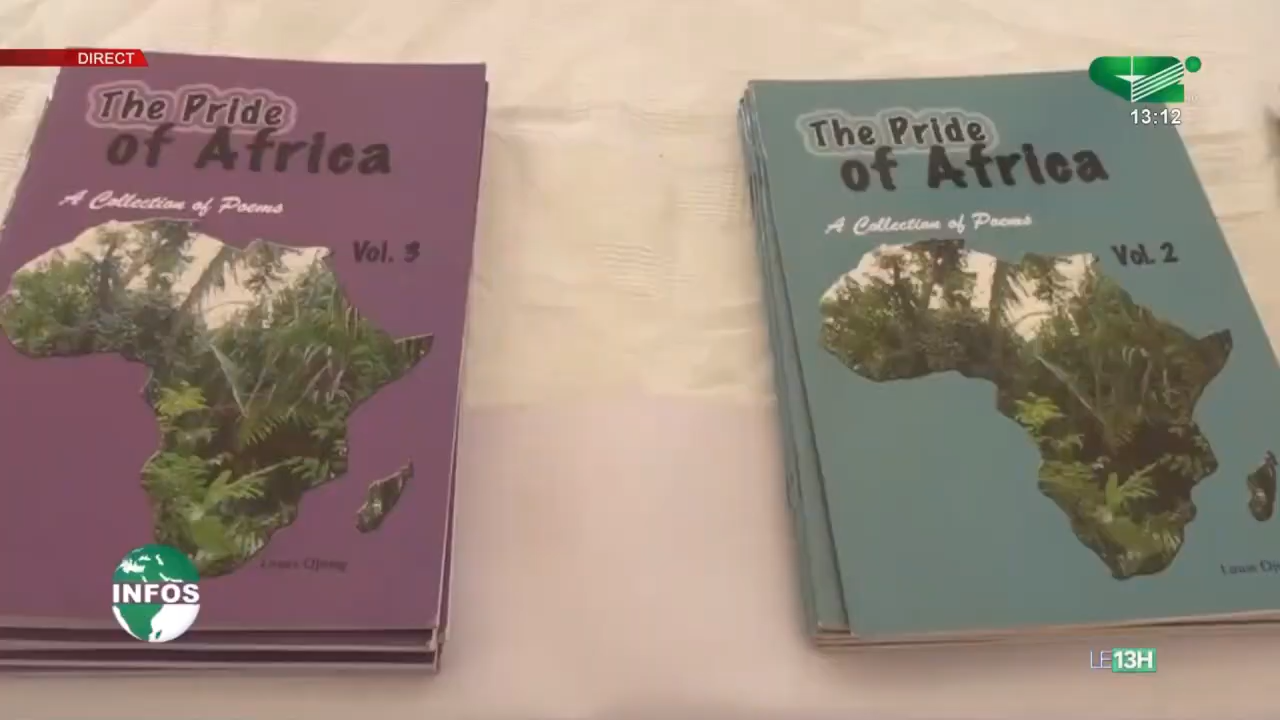 DIRECT
The Pride
of Africa
A Collection of Poems
Vol. 3
INFOS
The Pride
of Africa
A Collection of Poems
Vol. 2
13:12
LE13H